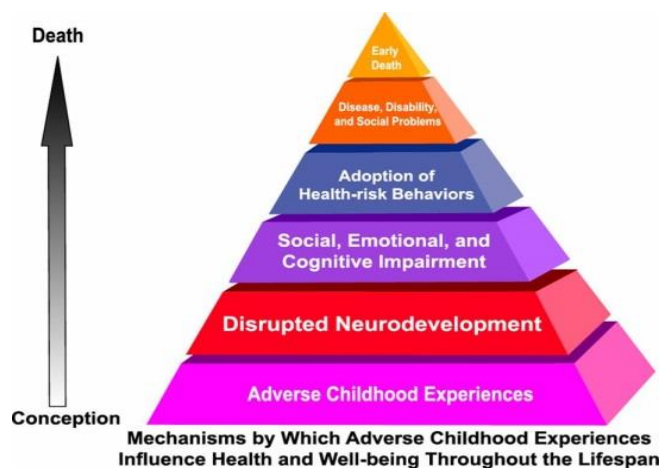 Death
Early
Death
Disease, Disability,
and Social Problems
Adoption of
Health-risk Behaviors
Social, Emotional, and
Cognitive Impairment
Disrupted Neurodevelopment
Adverse Childhood Experiences
Conception
Mechanisms by Which Adverse Childhood Experiences
Influence Health and Well-being Throughout the Lifespan